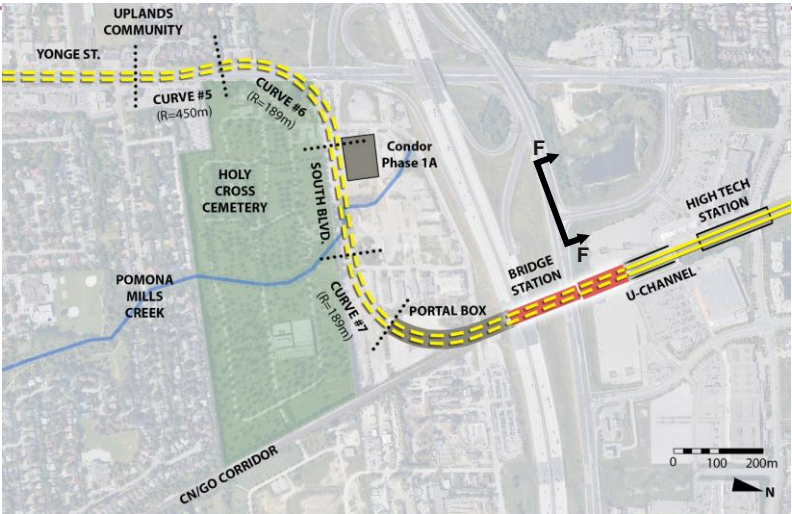 UPLANDS
COMMUNITY
YONGE ST.
CURVE #5
(R=450m)
CURVE #6
(R=189m)
Condor
Phase 1A
HOLY
CROSS
CEMETERY
SOUTH BLVD.
F
F
HIGH TECH
STATION
BRIDGE
STATION
U-CHANNEL
POMONA
MILLS
CREEK
CURVE #7
(R=189m)
PORTAL BOX
CN/GO CORRIDOR
0 100 200m
N